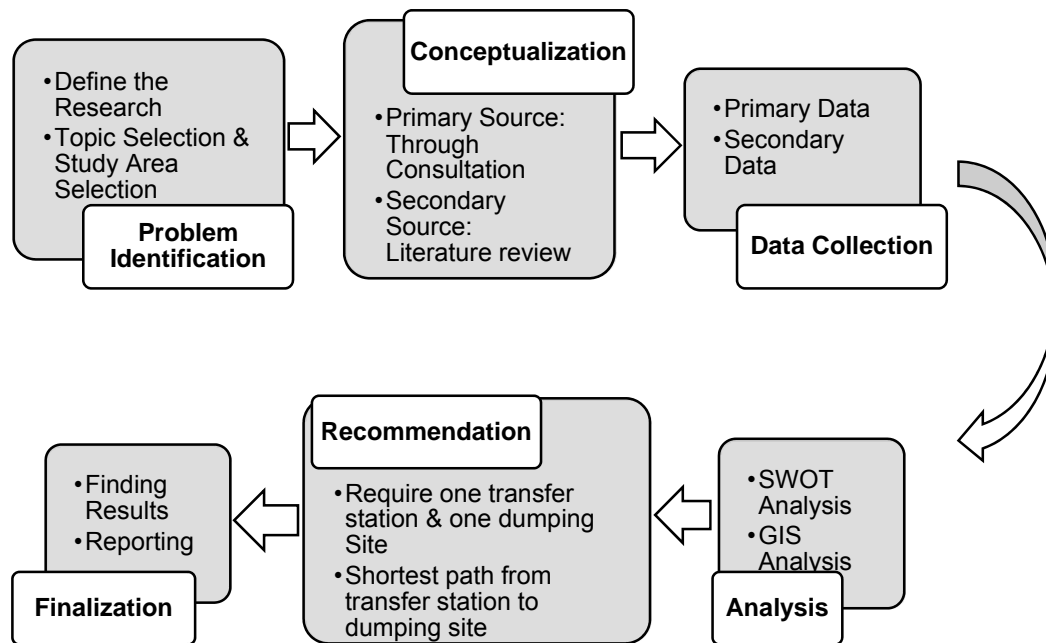 •Define the
Research
•Topic Selection &
Study Area
Selection
Problem
Identification
Conceptualization
•Primary Source:
Through
Consultation
•Secondary
Source:
Literature review
•Primary Data
•Secondary
Data
Data Collection
•SWOT
Analysis
•GIS
Analysis
Analysis
Recommendation
•Require one transfer
station & one dumping
Site
•Shortest path from
transfer station to
dumping site
•Finding
Results
•Reporting
Finalization